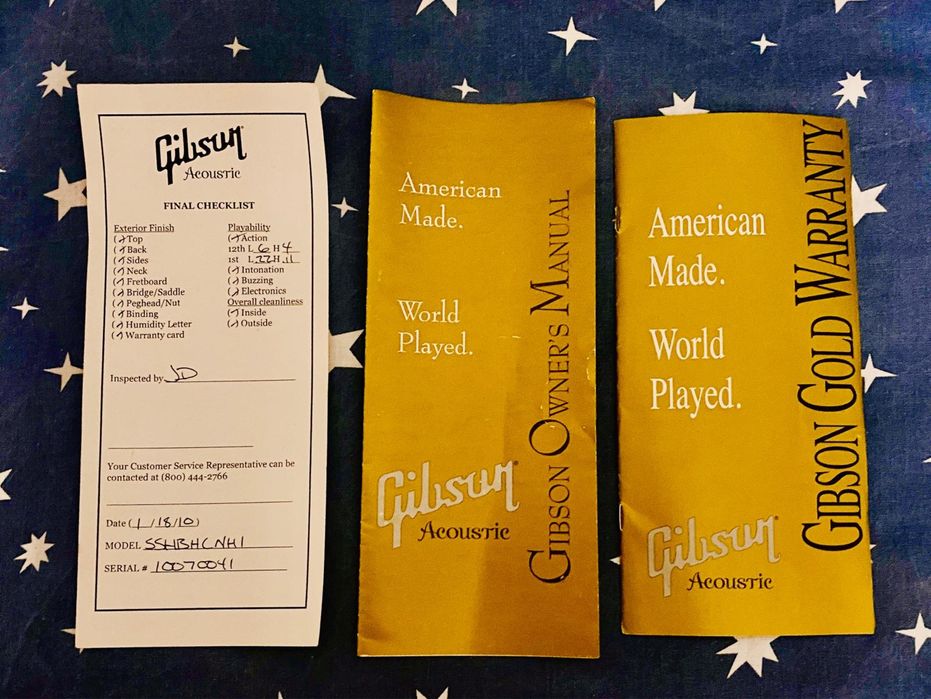 Gibson
Acoustic
FINAL CHECKLIST
Exterior Finish
(✓) Top
(✓) Back
(✓) Sides
(✓) Neck
(✓) Fretboard
(✓) Bridge/Saddle
(✓) Peghead/Nut
(✓) Binding
(✓) Humidity Letter
(✓) Warranty card
Playability
(✓) Action
12th L 6 H 4
1st L
(✓) Intonation
(✓) Buzzing
(✓) Electronics
Overall cleanliness
(✓) Inside
(✓) Outside
Inspected by JD
Your Customer Service Representative can be
contacted at (800) 444-2766
Date (1/18/10)
MODEL SSHBHCNH1
SERIAL # 10070041
American
Made.
World
Played.
Gibson
Acoustic
GIBSON OWNER'S MANUAL
American
Made.
World
Played.
Gibson
Acoustic
GIBSON GOLD WARRANTY